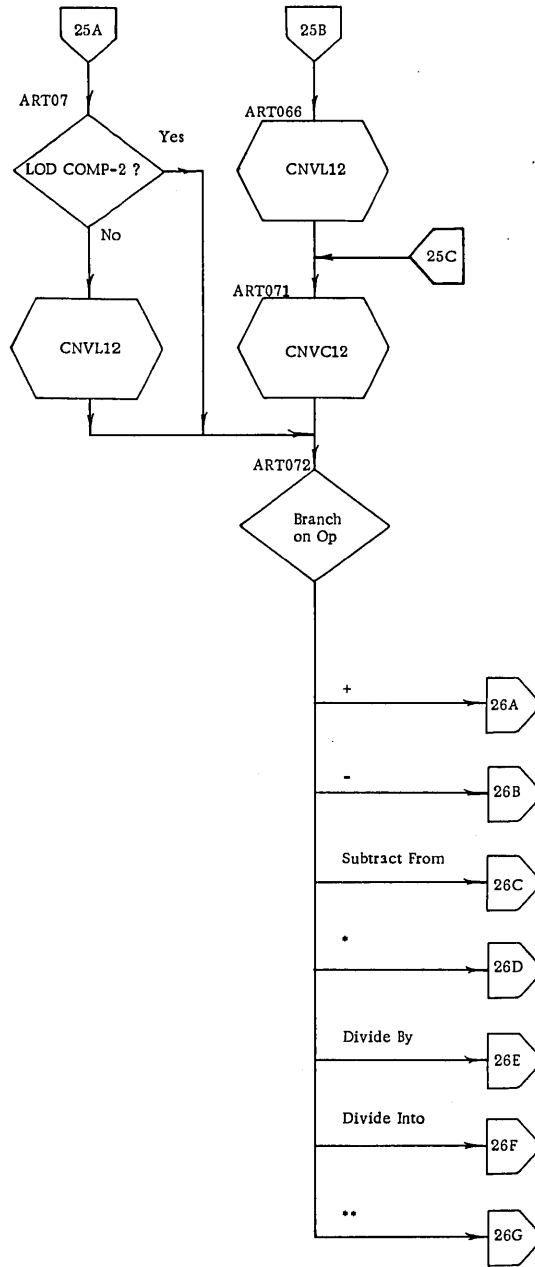 25A
25B
ART07
ART066
Yes
LOD COMP-2 ?
CNVL12
No
25C
ART071
CNVL12
CNVC12
ART072
Branch
on Op
+
26A
-
26B
Subtract From
26C
*
26D
Divide By
26E
Divide Into
26F
**
26G